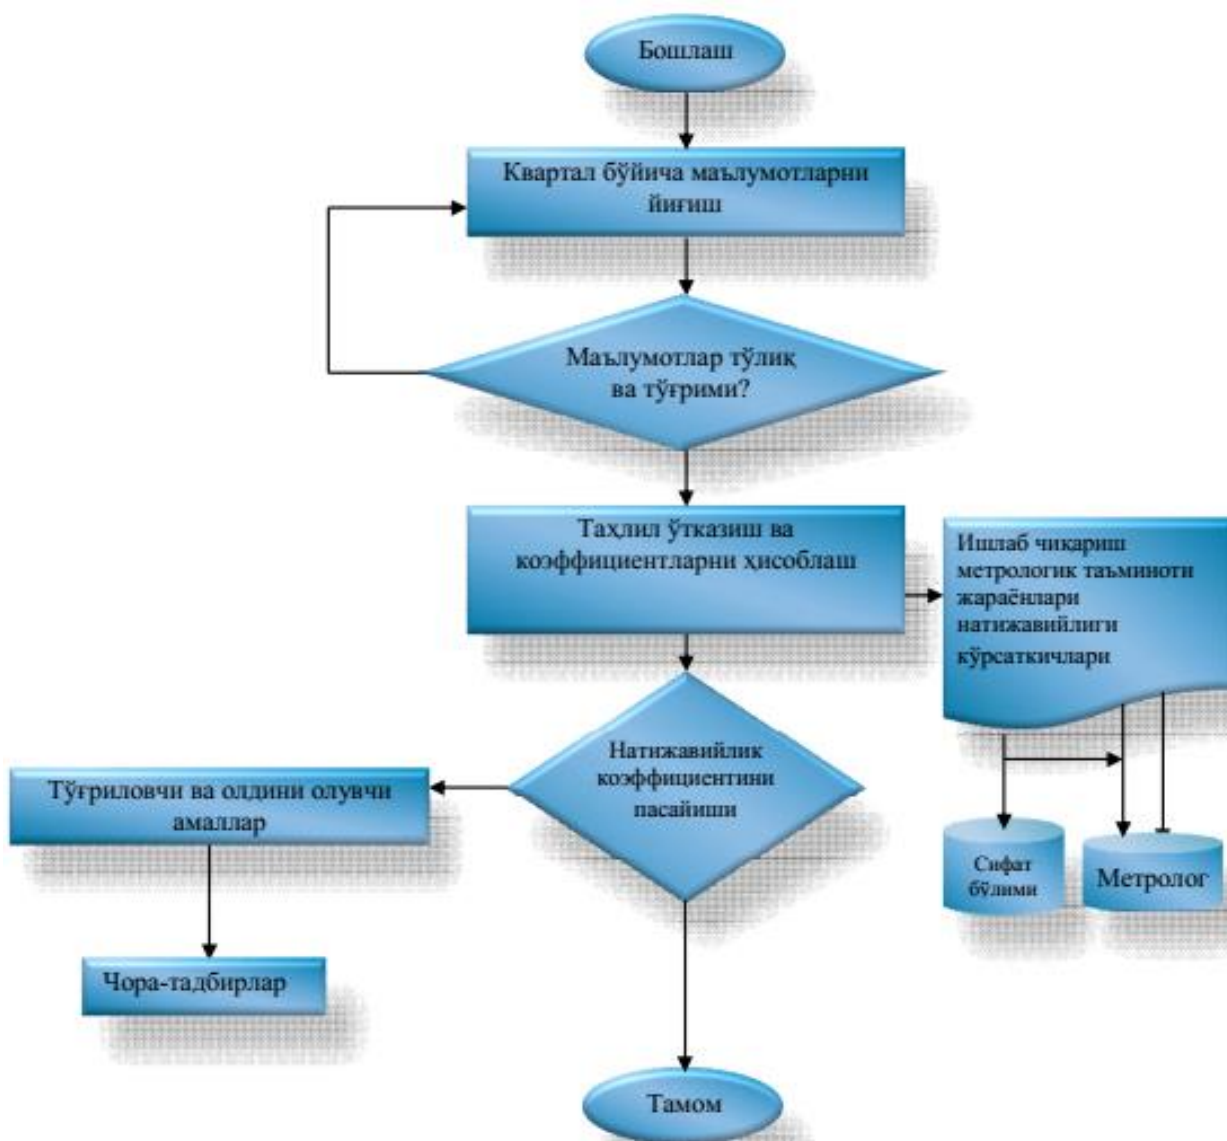 Бошлаш
Квартал бўйича маълумотларни
йиғиш
Маълумотлар тўлиқ
ва тўғрими?
Таҳлил ўтказиш ва
коэффициентларни ҳисоблаш
Ишлаб чиқариш
метрологик таъминоти
жараёнлари
натижавийлиги
кўрсаткичлари
Натижавийлик
коэффициентини
пасайиши
Тўғриловчи ва олдини олувчи
амаллар
Сифат
бўлими
Метролог
Чора-тадбирлар
Тамом